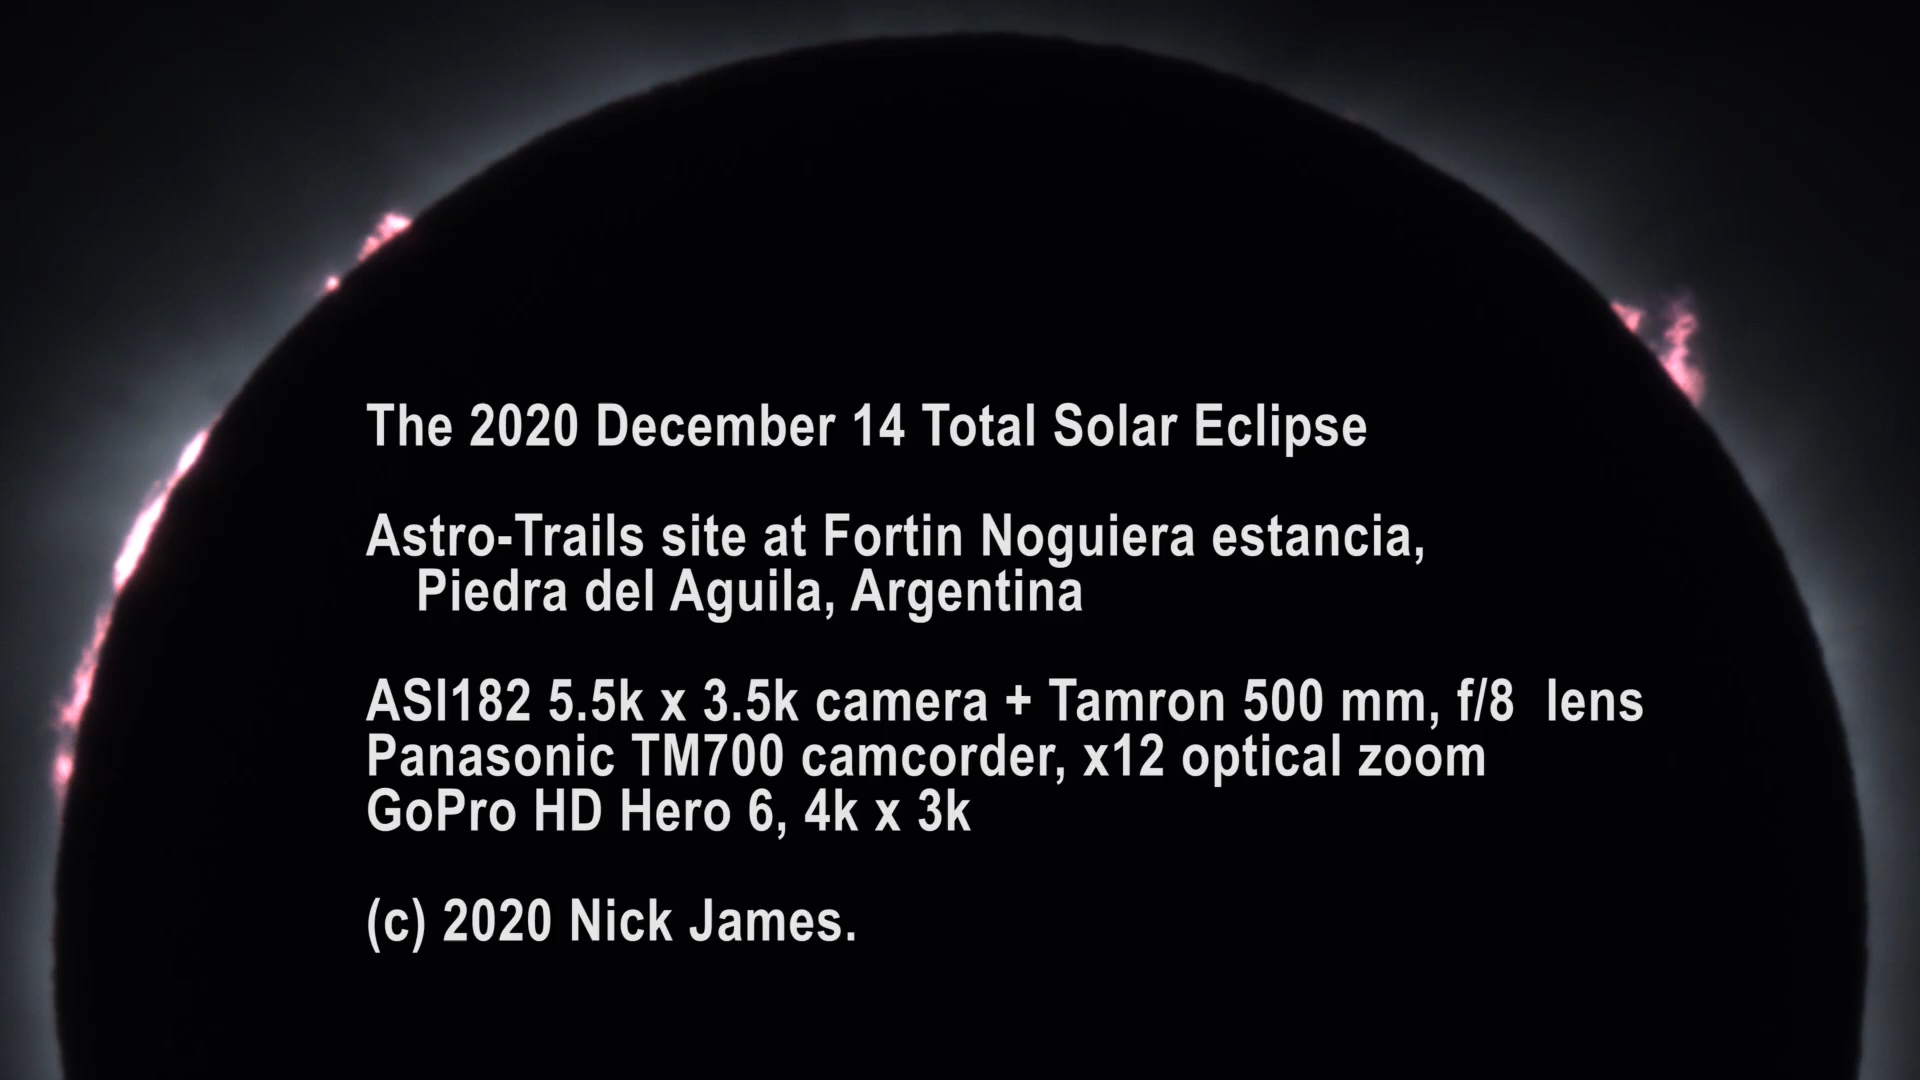 The 2020 December 14 Total Solar Eclipse
Astro-Trails site at Fortin Noguiera estancia,
Piedra del Aguila, Argentina
ASI182 5.5k x 3.5k camera + Tamron 500 mm, f/8  lens
Panasonic TM700 camcorder, x12 optical zoom
GoPro HD Hero 6, 4k x 3k
(c) 2020 Nick James.